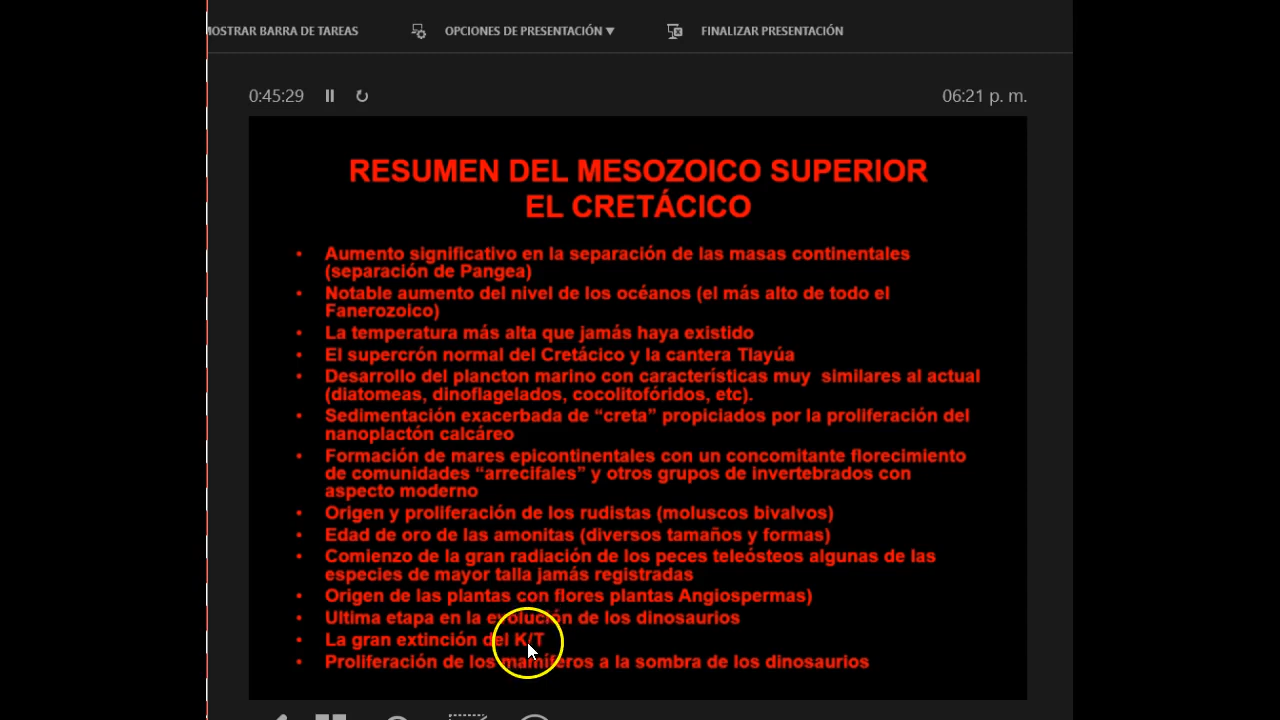 MOSTRAR BARRA DE TAREAS OPCIONES DE PRESENTACIÓN ▼ FINALIZAR PRESENTACIÓN
0:45:29 06:21 p. m.
RESUMEN DEL MESOZOICO SUPERIOR
EL CRETÁCICO
• Aumento significativo en la separación de las masas continentales
(separación de Pangea)
• Notable aumento del nivel de los océanos (el más alto de todo el
Fanerozoico)
• La temperatura más alta que jamás haya existido
• El supercrón normal del Cretácico y la cantera Tlayúa
• Desarrollo del plancton marino con características muy  similares al actual
(diatomeas, dinoflagelados, cocolitofóridos, etc).
• Sedimentación exacerbada de “creta” propiciados por la proliferación del
nanoplactón calcáreo
• Formación de mares epicontinentales con un concomitante florecimiento
de comunidades “arrecifales” y otros grupos de invertebrados con
aspecto moderno
• Origen y proliferación de los rudistas (moluscos bivalvos)
• Edad de oro de las amonitas (diversos tamaños y formas)
• Comienzo de la gran radiación de los peces teleósteos algunas de las
especies de mayor talla jamás registradas
• Origen de las plantas con flores plantas Angiospermas)
• Ultima etapa en la evolución de los dinosaurios
• La gran extinción del K/T
• Proliferación de los mamíferos a la sombra de los dinosaurios